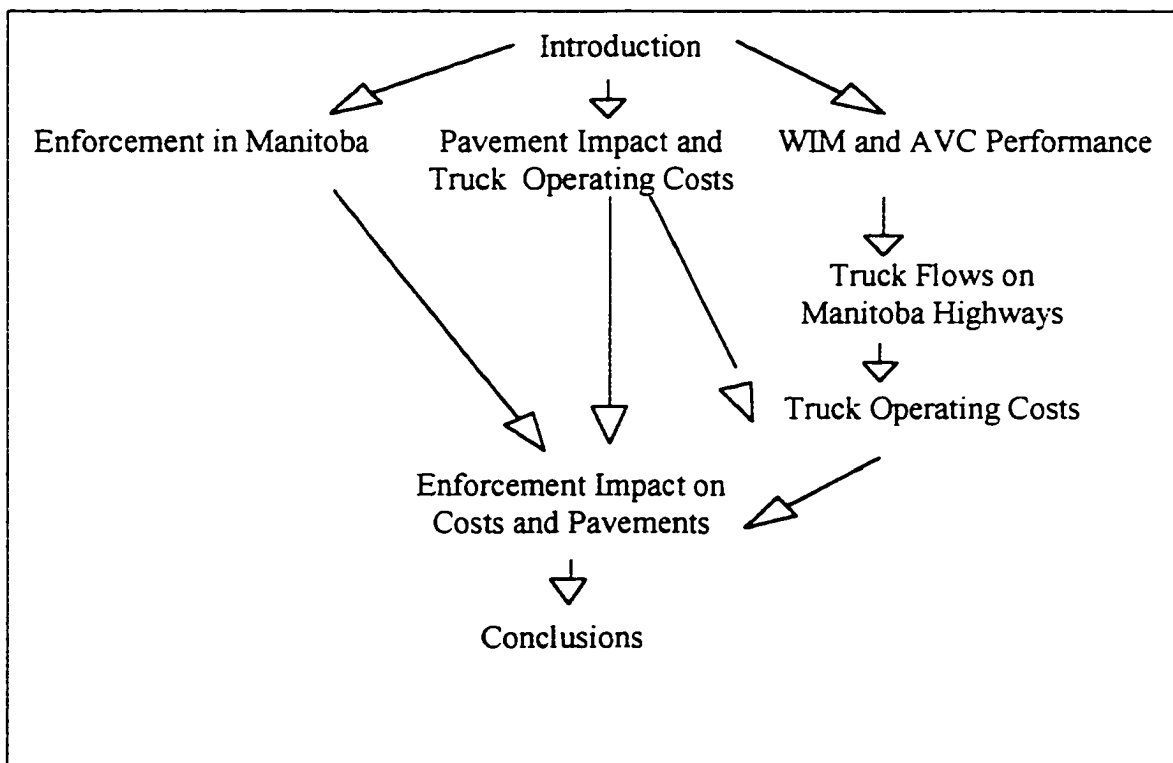 Introduction
Enforcement in Manitoba
Pavement Impact and
Truck Operating Costs
WIM and AVC Performance
Truck Flows on
Manitoba Highways
Truck Operating Costs
Enforcement Impact on
Costs and Pavements
Conclusions